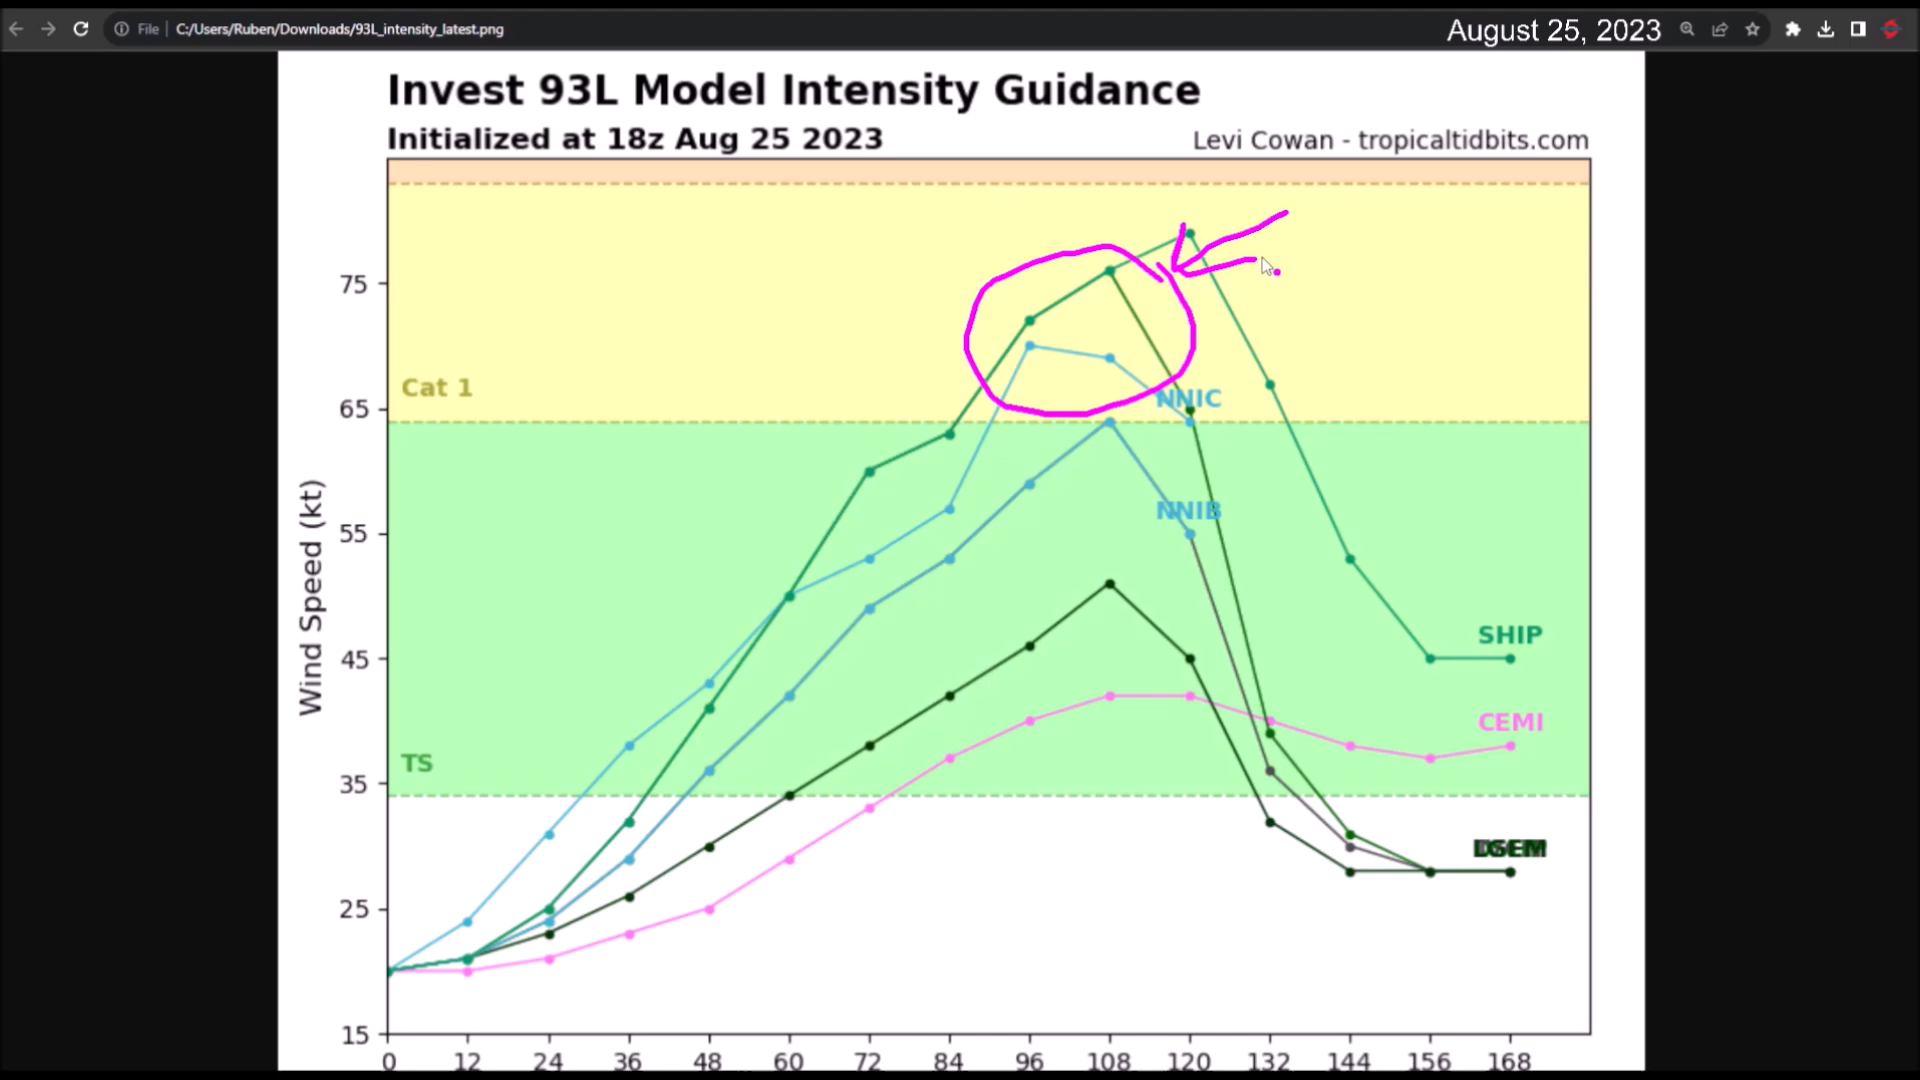 File C:/Users/Ruben/Downloads/93L_intensity_latest.png August 25, 2023
Invest 93L Model Intensity Guidance
Initialized at 18z Aug 25 2023 Levi Cowan - tropicaltidbits.com
75
Cat 1
NNIC
65
Wind Speed (kt)
NNIB
55
SHIP
45
CEMI
TS
35
LGEM
25
15
0 12 24 36 48 60 72 84 96 108 120 132 144 156 168